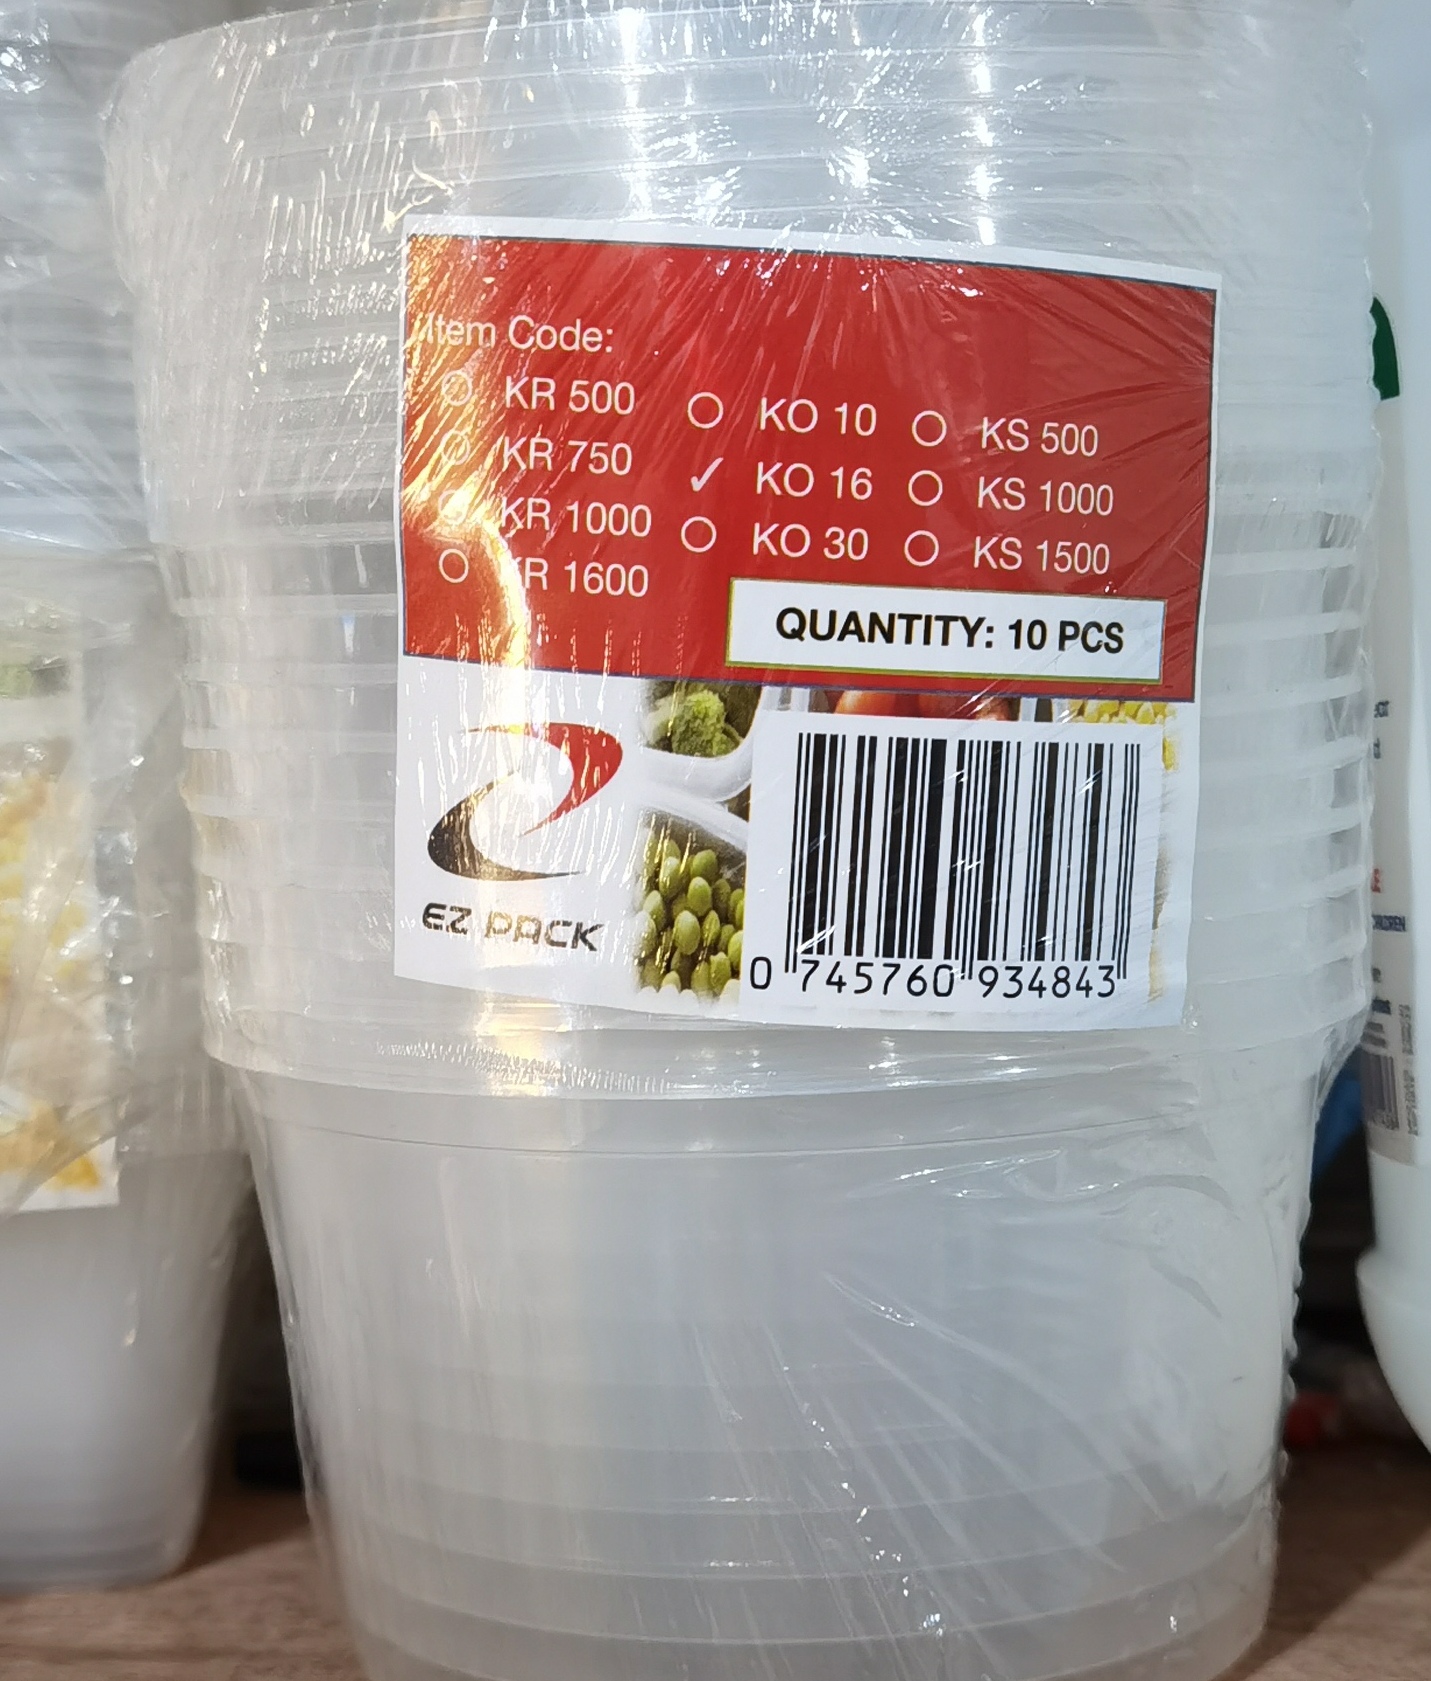 Item Code:
KR 500
KR 750
KR 1000
KR 1600
KO 10
✓ KO 16
KO 30
KS 500
KS 1000
KS 1500
QUANTITY: 10 PCS
EZ PACK
0 745760 934843